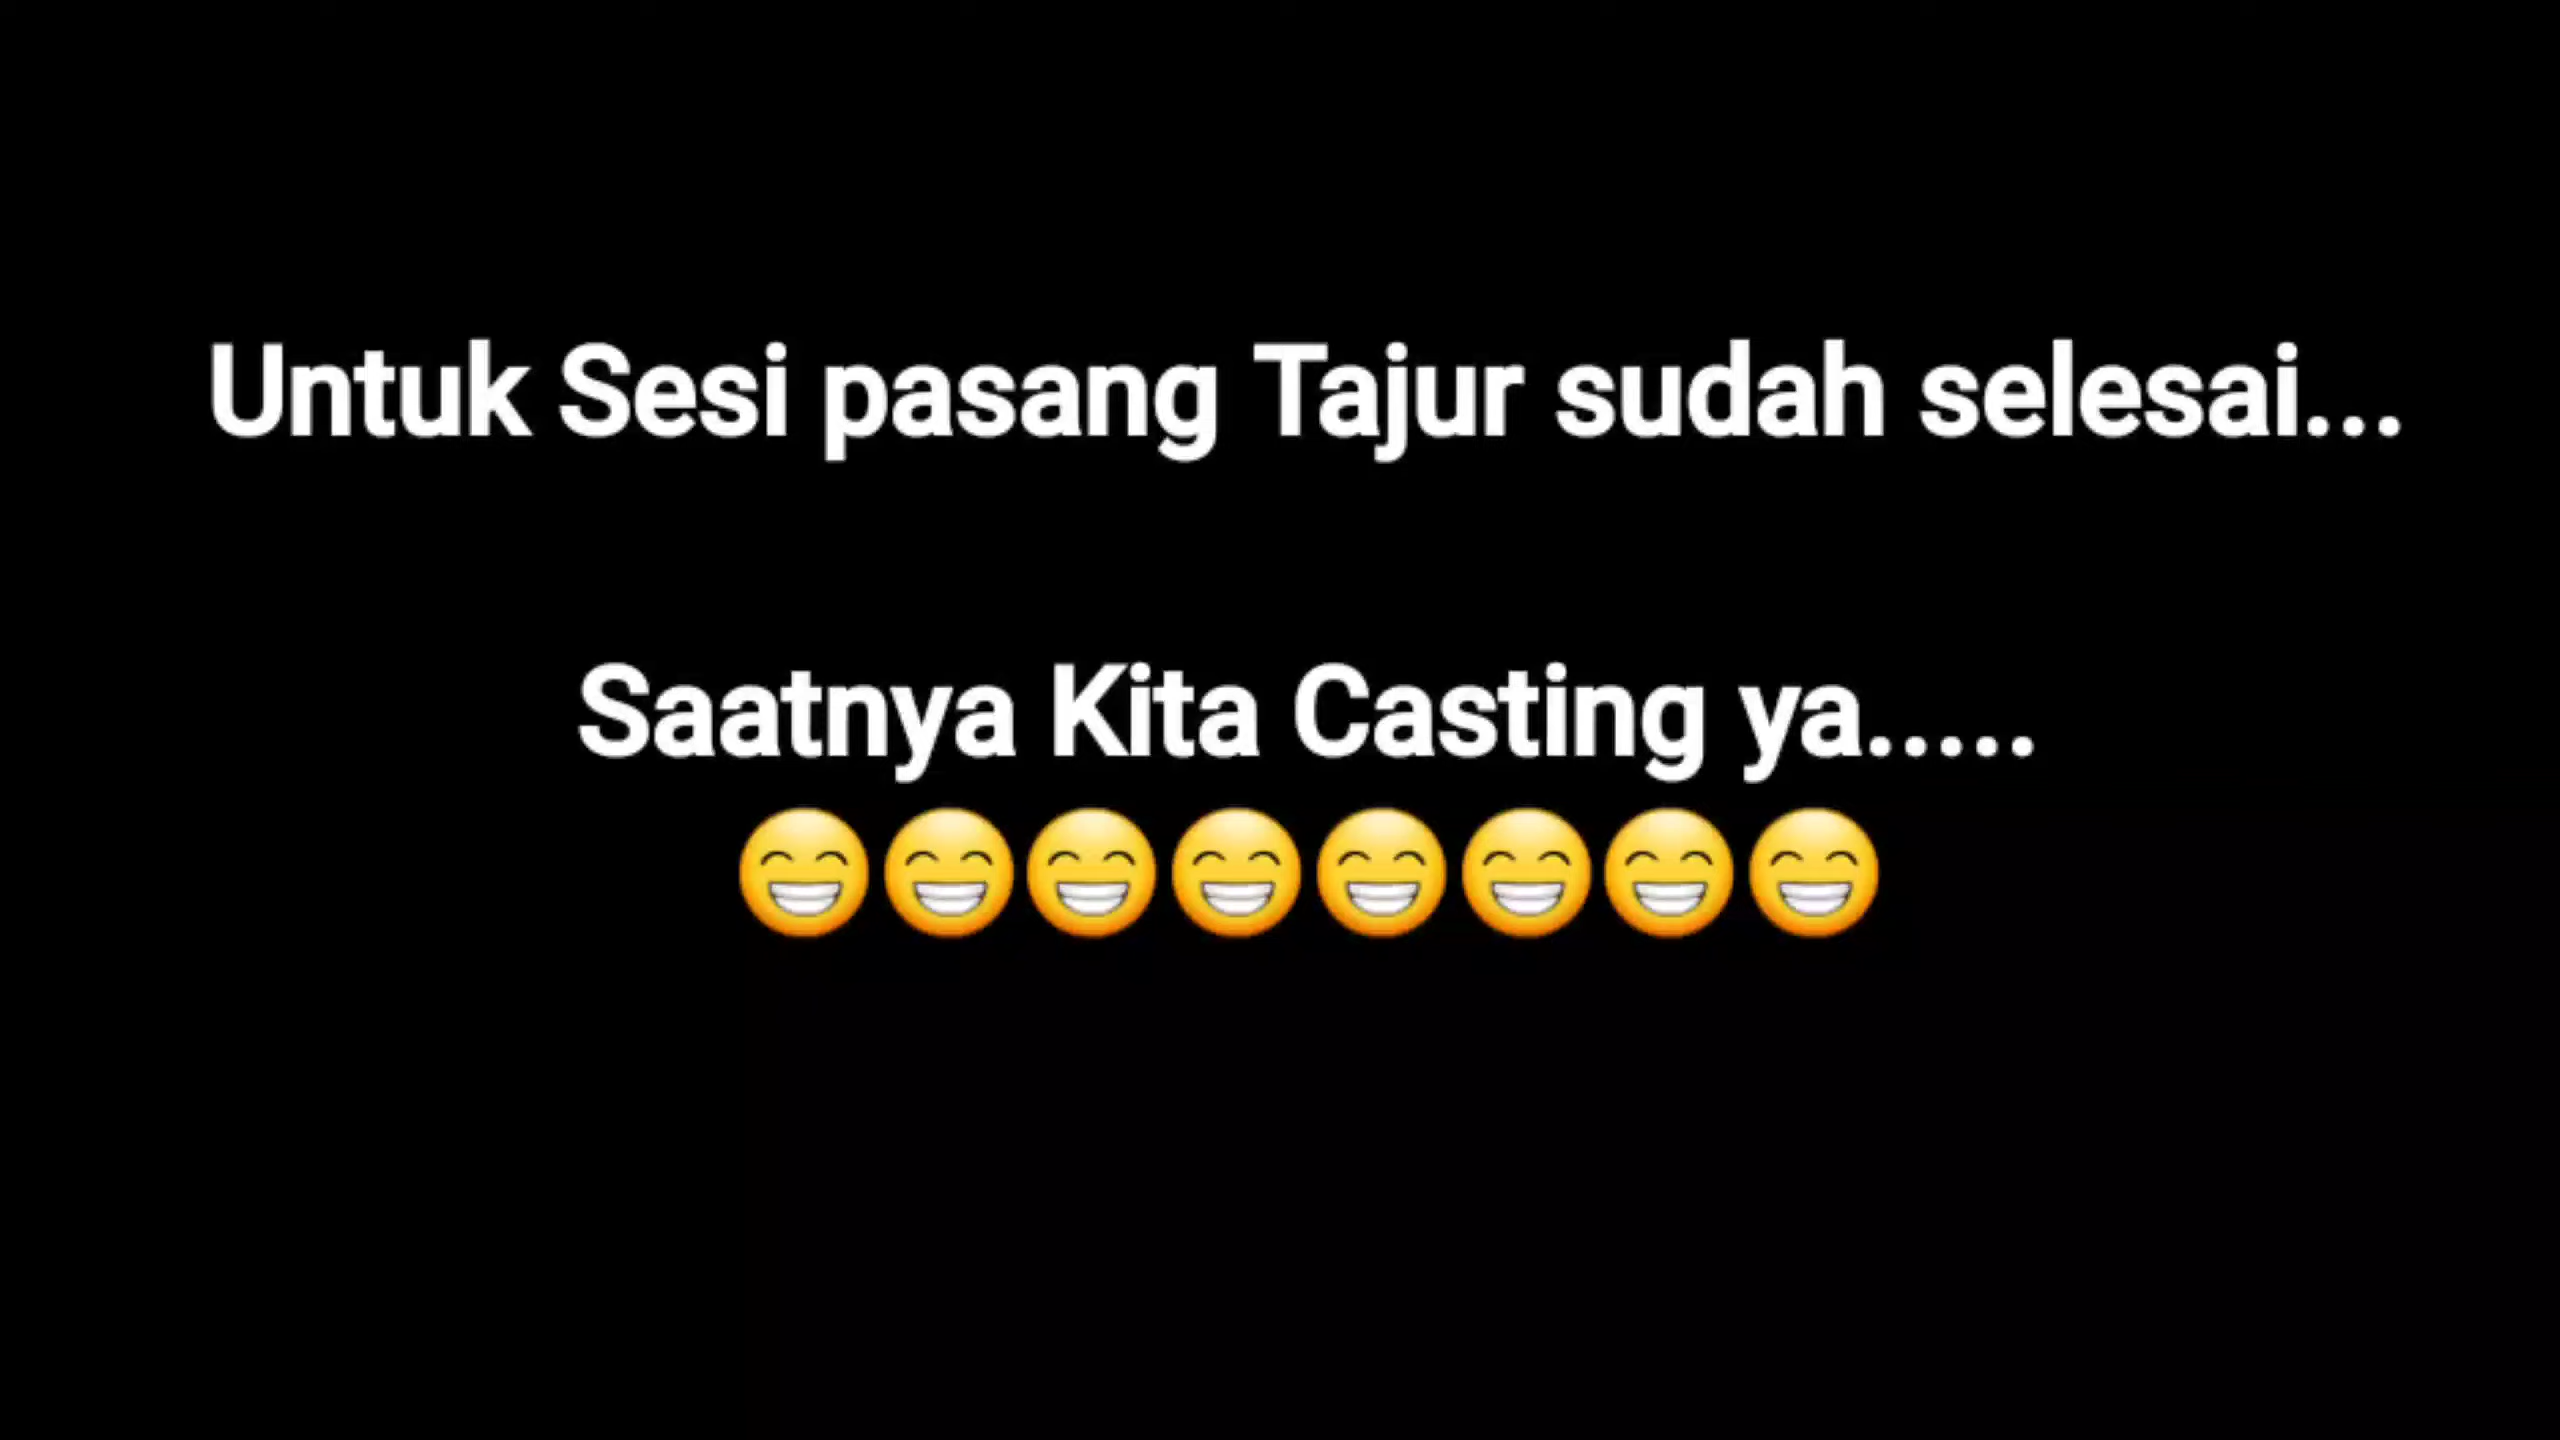 Untuk Sesi pasang Tajur sudah selesai...
Saatnya Kita Casting ya.....
😁😁😁😁😁😁😁😁